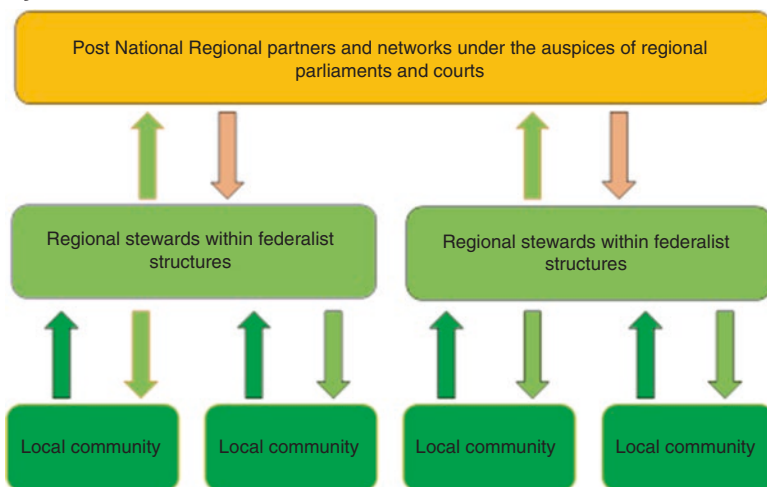 Post National Regional partners and networks under the auspices of regional
parliaments and courts
Regional stewards within federalist
structures
Regional stewards within federalist
structures
Local community
Local community
Local community
Local community